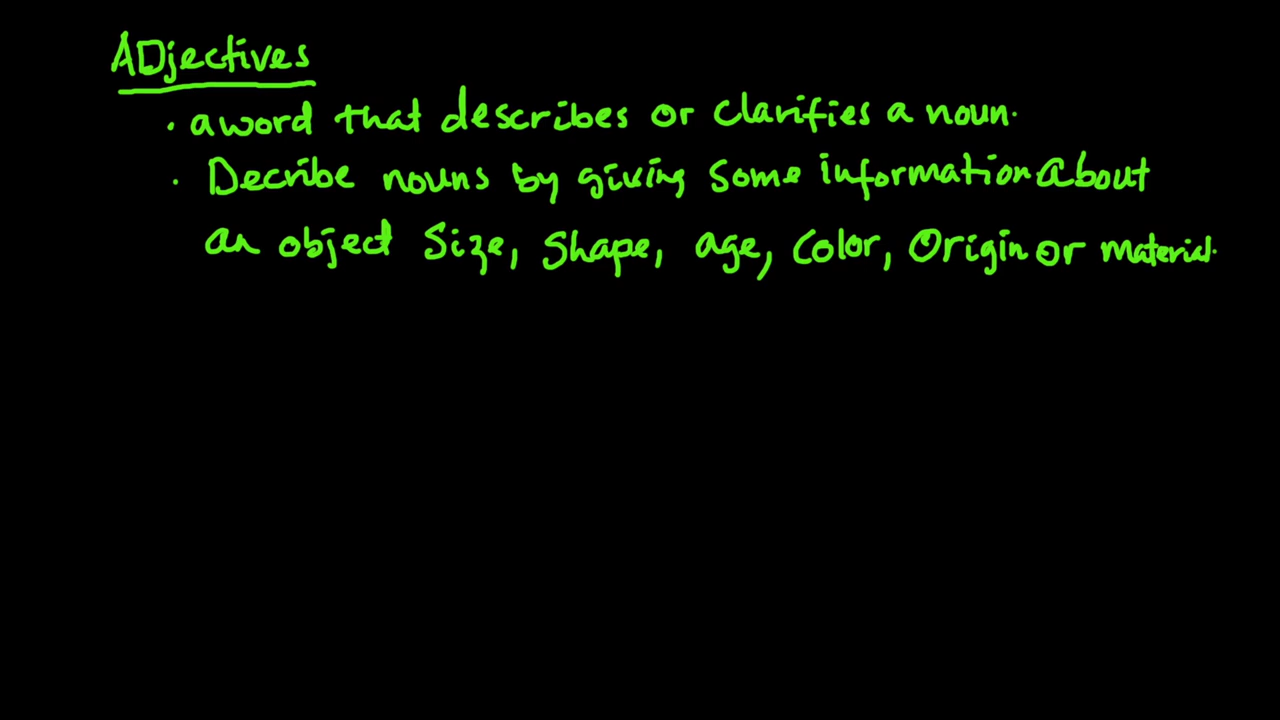 ADjectives
• a word that describes or Clarifies a noun.
• Decribe nouns by giving some information about
an object Size, Shape, age, Color, Origin or material.